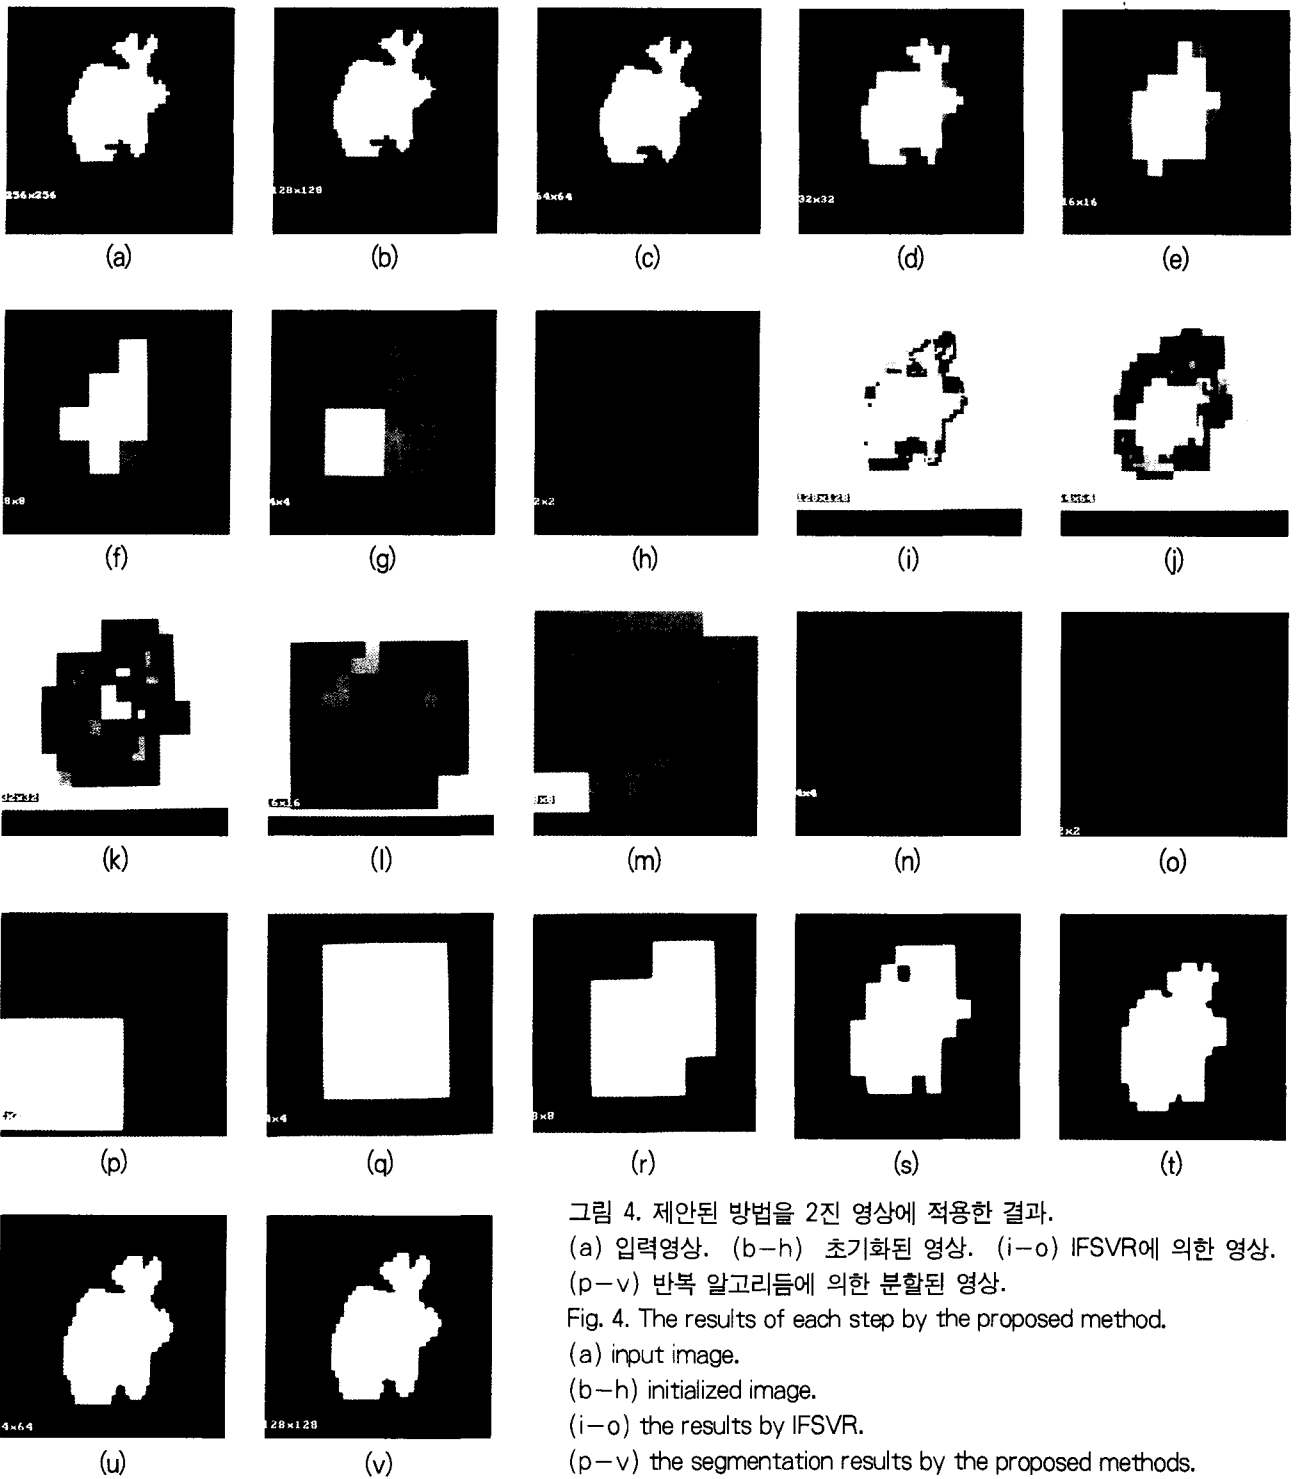 256x256
128x128
64x64
32x32
16x16
(a)
(b)
(c)
(d)
(e)
8x8
4x4
2x2
128x128
(f)
(g)
(h)
(i)
(j)
32x32
6x16
8x8
4x4
2x2
(k)
(l)
(m)
(n)
(o)
4x4
8x8
(p)
(q)
(r)
(s)
(t)
4x64
128x128
(u)
(v)
그림 4. 제안된 방법을 2진 영상에 적용한 결과.
(a) 입력영상. (b-h) 초기화된 영상. (i-o) IFSVR에 의한 영상.
(p-v) 반복 알고리듬에 의한 분할된 영상.
Fig. 4. The results of each step by the proposed method.
(a) input image.
(b-h) initialized image.
(i-o) the results by IFSVR.
(p-v) the segmentation results by the proposed methods.